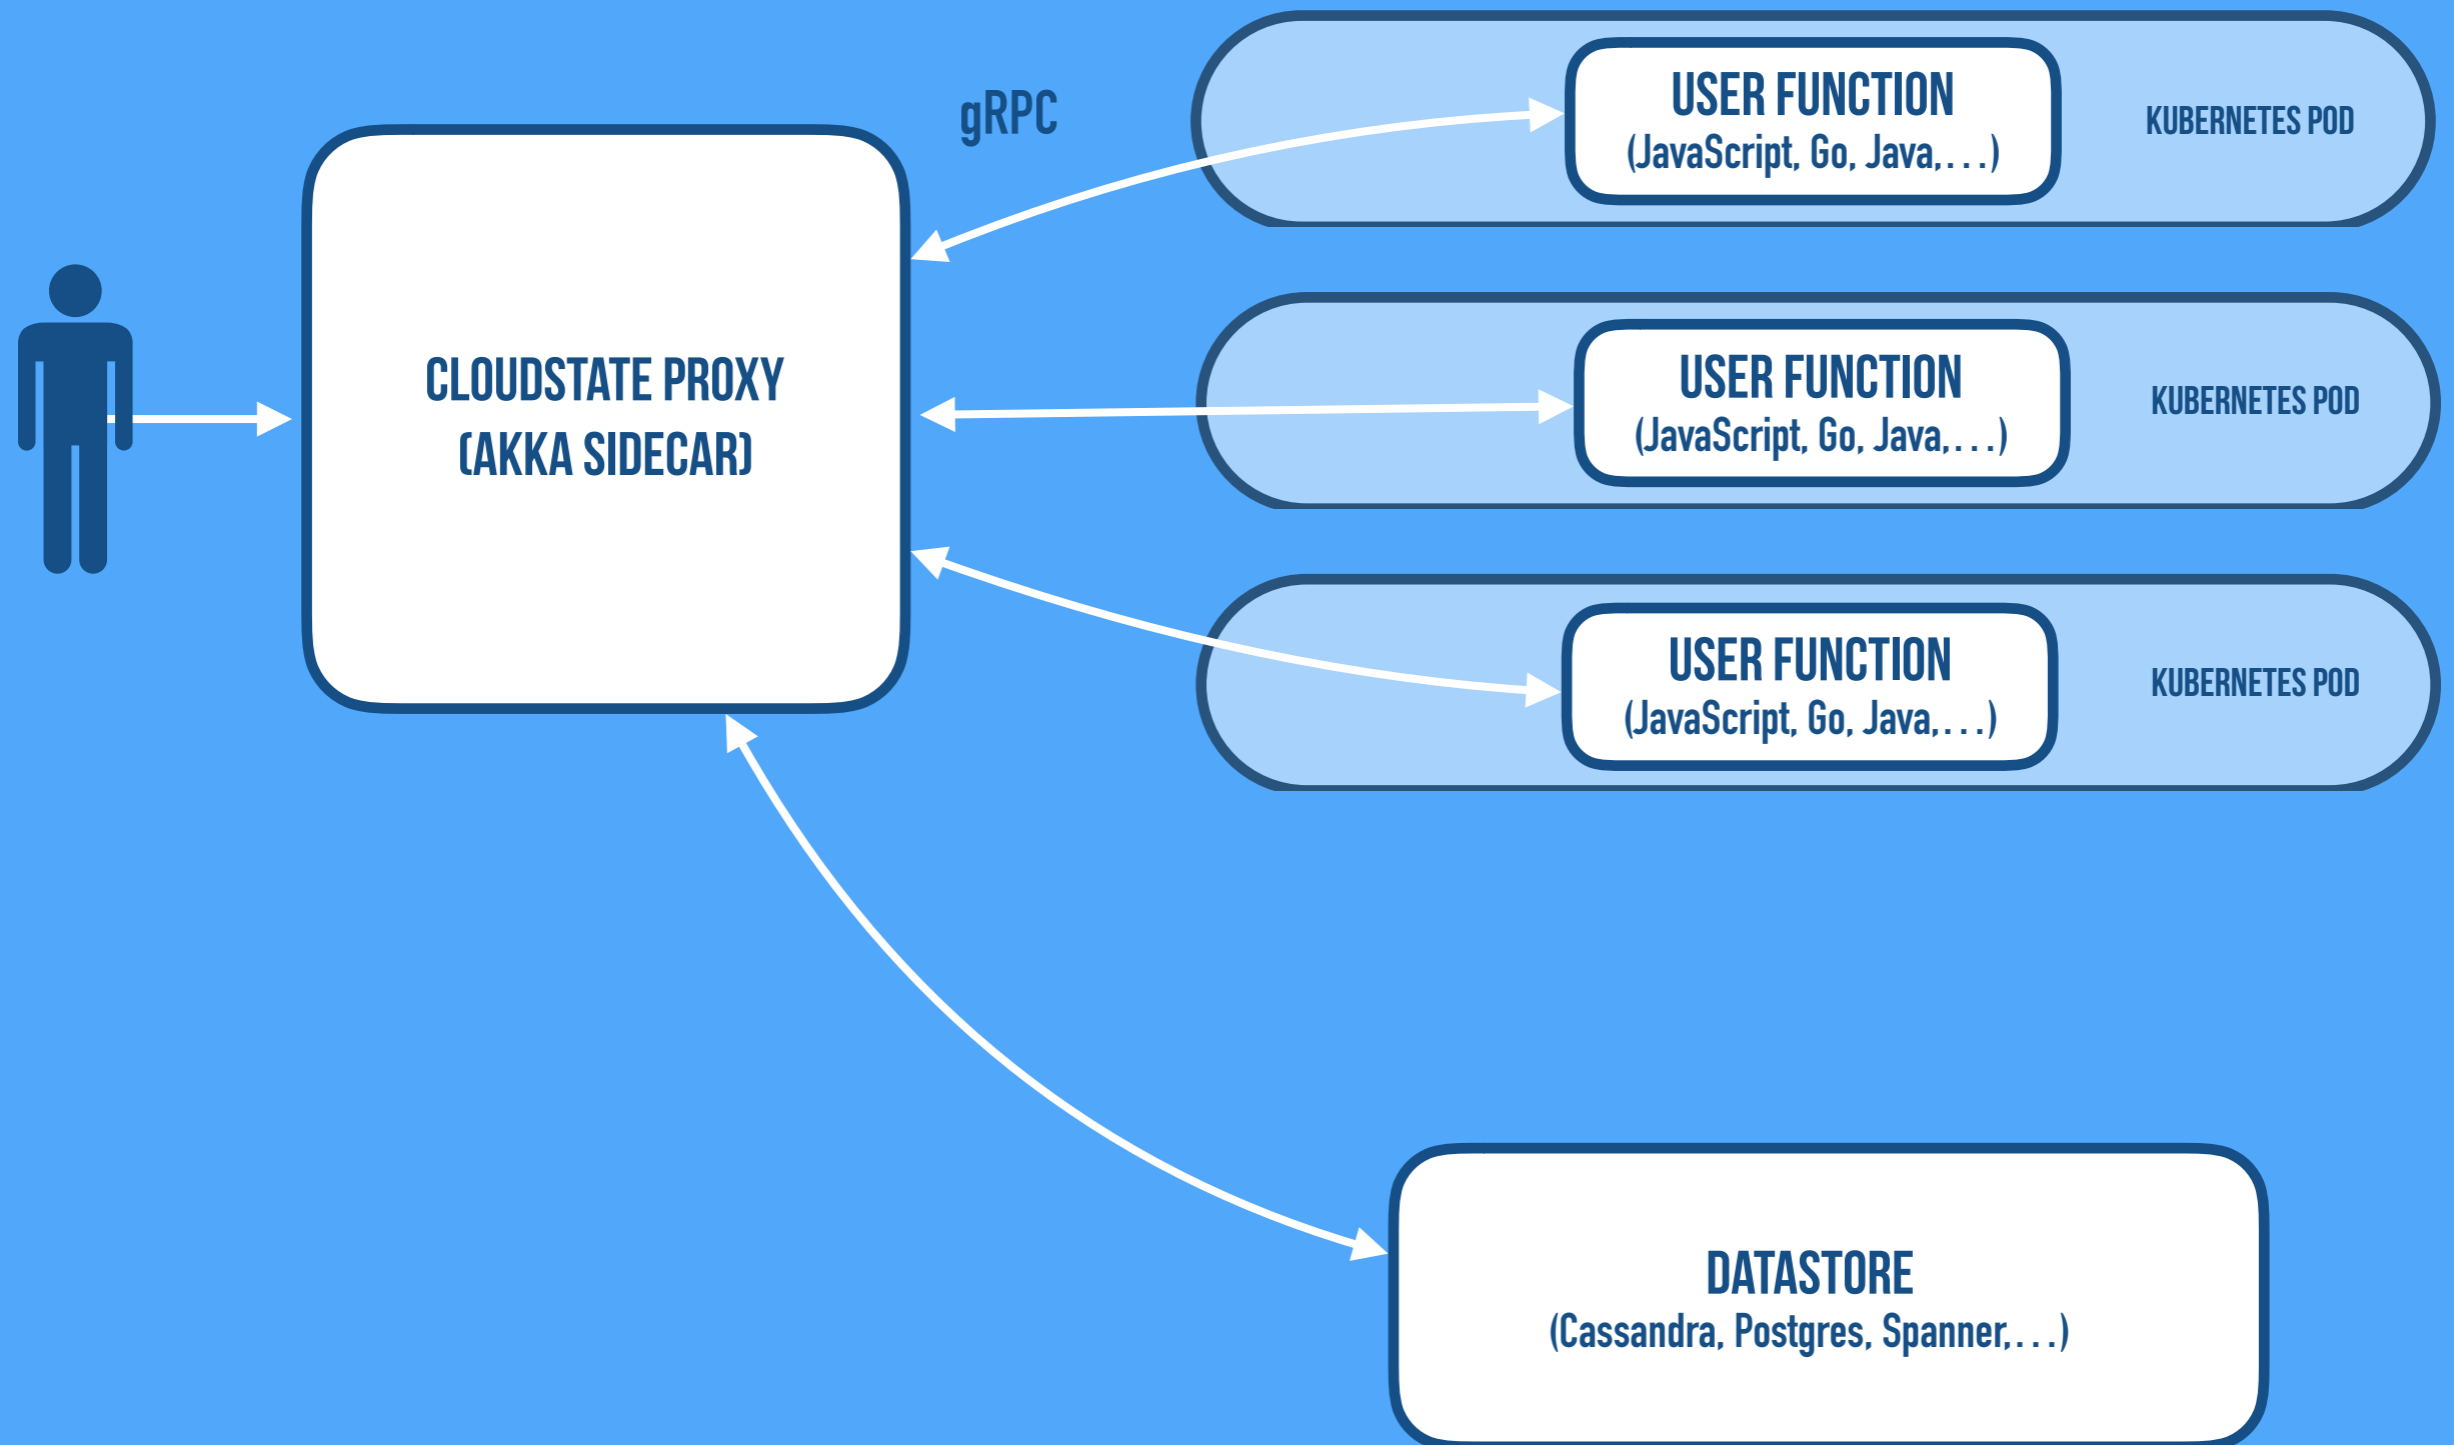 gRPC
USER FUNCTION
(JavaScript, Go, Java,...)
KUBERNETES POD
CLOUDSTATE PROXY
(AKKA SIDECAR)
USER FUNCTION
(JavaScript, Go, Java,...)
KUBERNETES POD
USER FUNCTION
(JavaScript, Go, Java,...)
KUBERNETES POD
DATASTORE
(Cassandra, Postgres, Spanner,...)